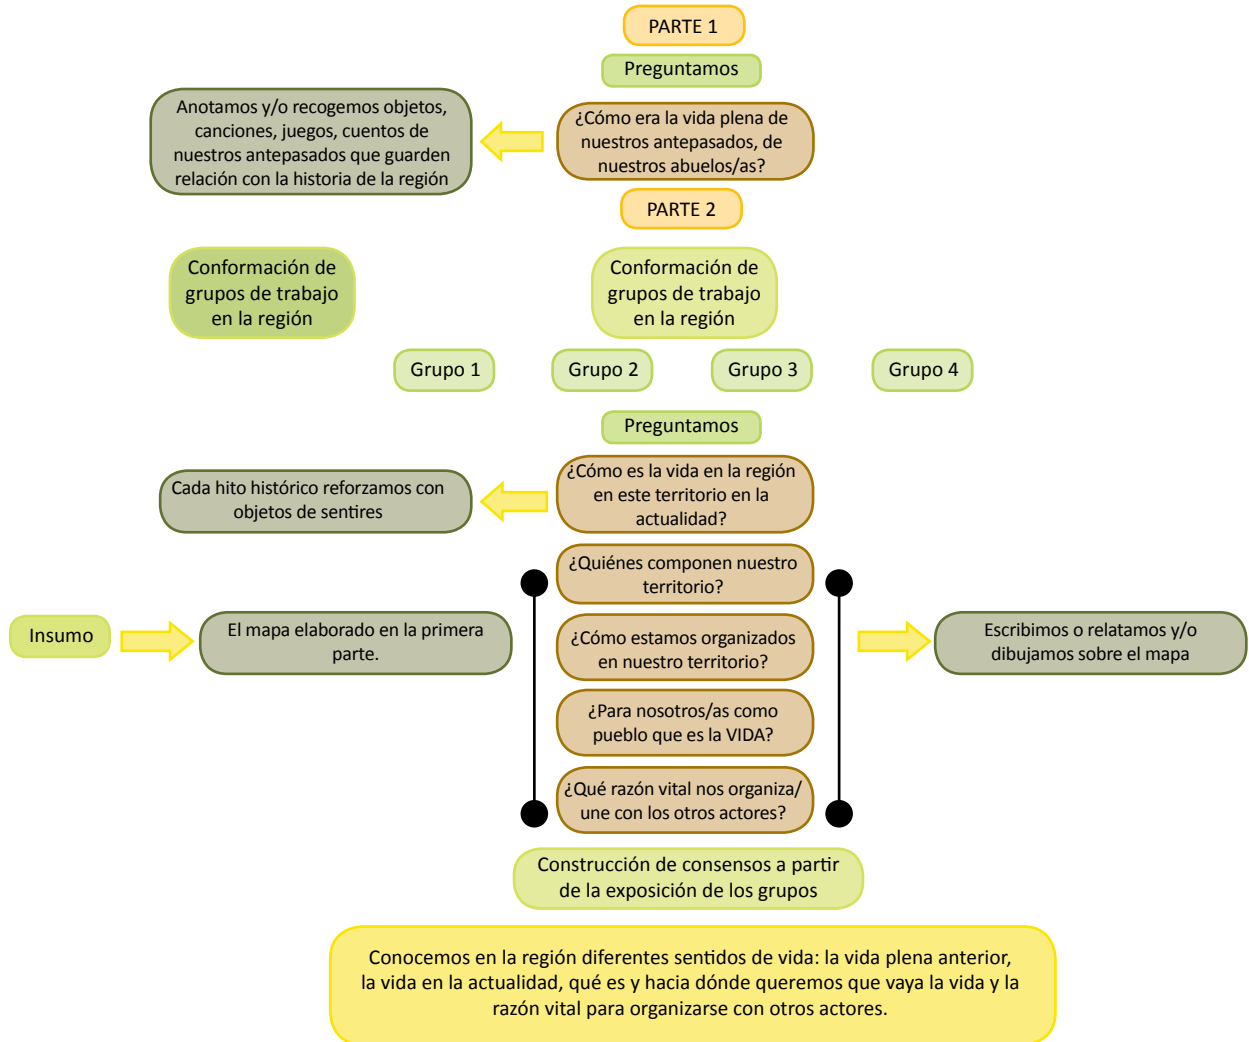 PARTE 1
Preguntamos
Anotamos y/o recogemos objetos,
canciones, juegos, cuentos de
nuestros antepasados que guarden
relación con la historia de la región
¿Cómo era la vida plena de
nuestros antepasados, de
nuestros abuelos/as?
PARTE 2
Conformación de
grupos de trabajo
en la región
Conformación de
grupos de trabajo
en la región
Grupo 1
Grupo 2
Grupo 3
Grupo 4
Preguntamos
Cada hito histórico reforzamos con
objetos de sentires
¿Cómo es la vida en la región
en este territorio en la
actualidad?
¿Quiénes componen nuestro
territorio?
Insumo
El mapa elaborado en la primera
parte.
¿Cómo estamos organizados
en nuestro territorio?
Escribimos o relatamos y/o
dibujamos sobre el mapa
¿Para nosotros/as como
pueblo que es la VIDA?
¿Qué razón vital nos organiza/
une con los otros actores?
Construcción de consensos a partir
de la exposición de los grupos
Conocemos en la región diferentes sentidos de vida: la vida plena anterior,
la vida en la actualidad, qué es y hacia dónde queremos que vaya la vida y la
razón vital para organizarse con otros actores.